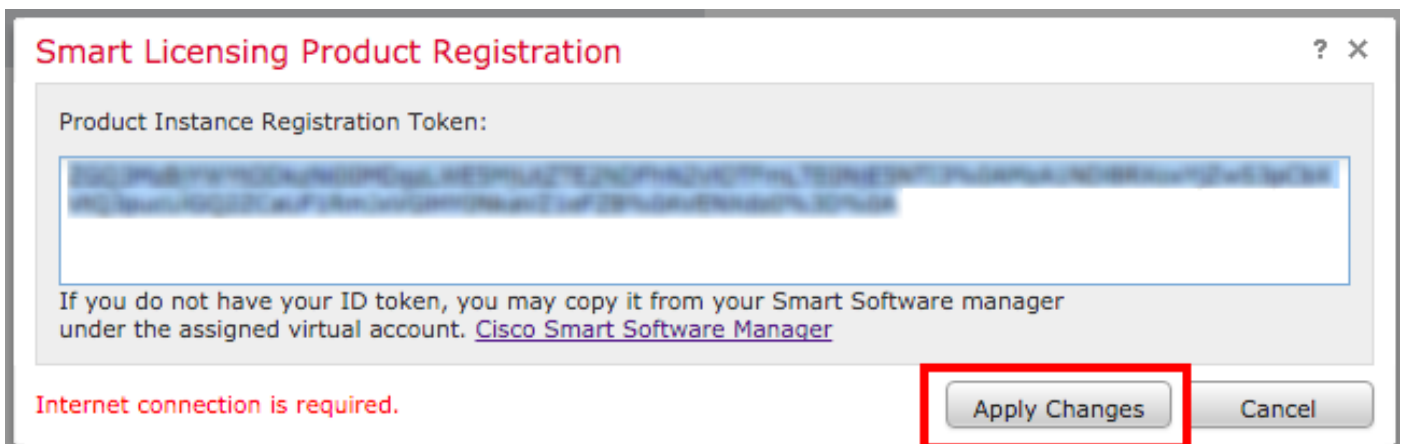 Smart Licensing Product Registration
? ×
Product Instance Registration Token:
If you do not have your ID token, you may copy it from your Smart Software manager
under the assigned virtual account. Cisco Smart Software Manager
Internet connection is required.
Apply Changes
Cancel